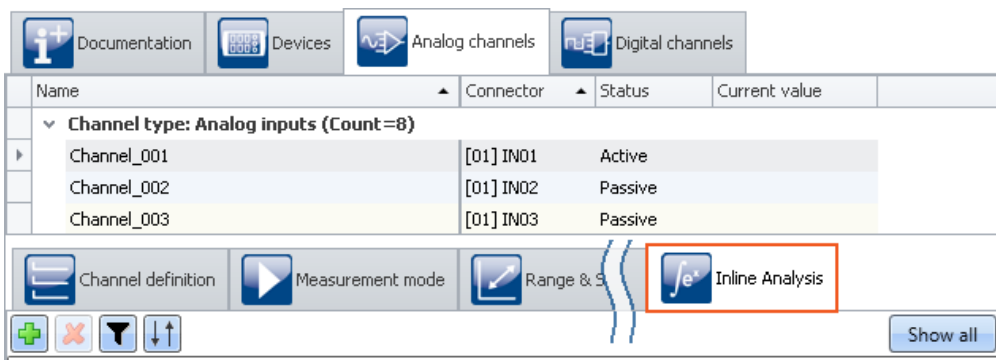 Documentation Devices Analog channels Digital channels
Name Connector Status Current value
Channel type: Analog inputs (Count=8)
Channel_001 [01] IN01 Active
Channel_002 [01] IN02 Passive
Channel_003 [01] IN03 Passive
Channel definition Measurement mode Range & Inline Analysis
Show all